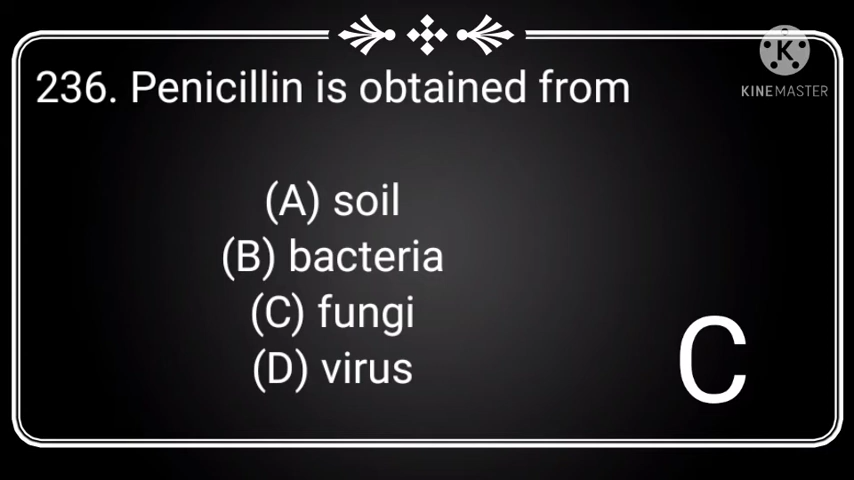 236. Penicillin is obtained from
K
KINEMASTER
(A) soil
(B) bacteria
(C) fungi
(D) virus
C